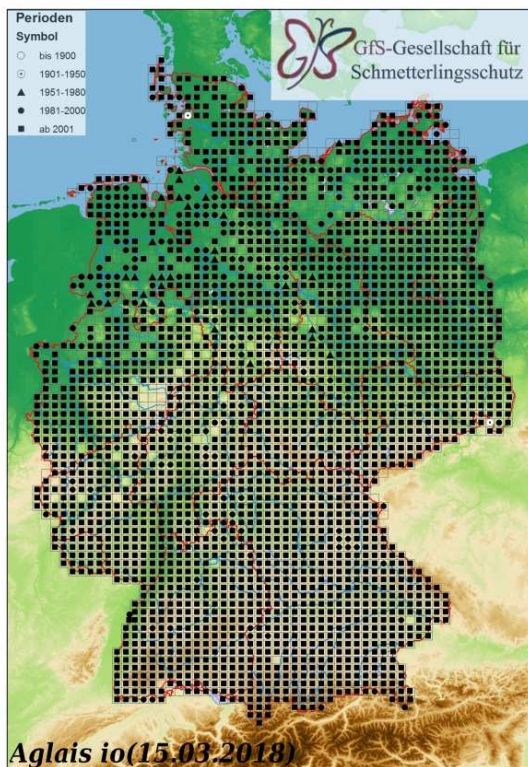 Perioden
Symbol
bis 1900
1901-1950
1951-1980
1981-2000
ab 2001
GfS-Gesellschaft für
Schmetterlingsschutz
Aglais io(15.03.2018)